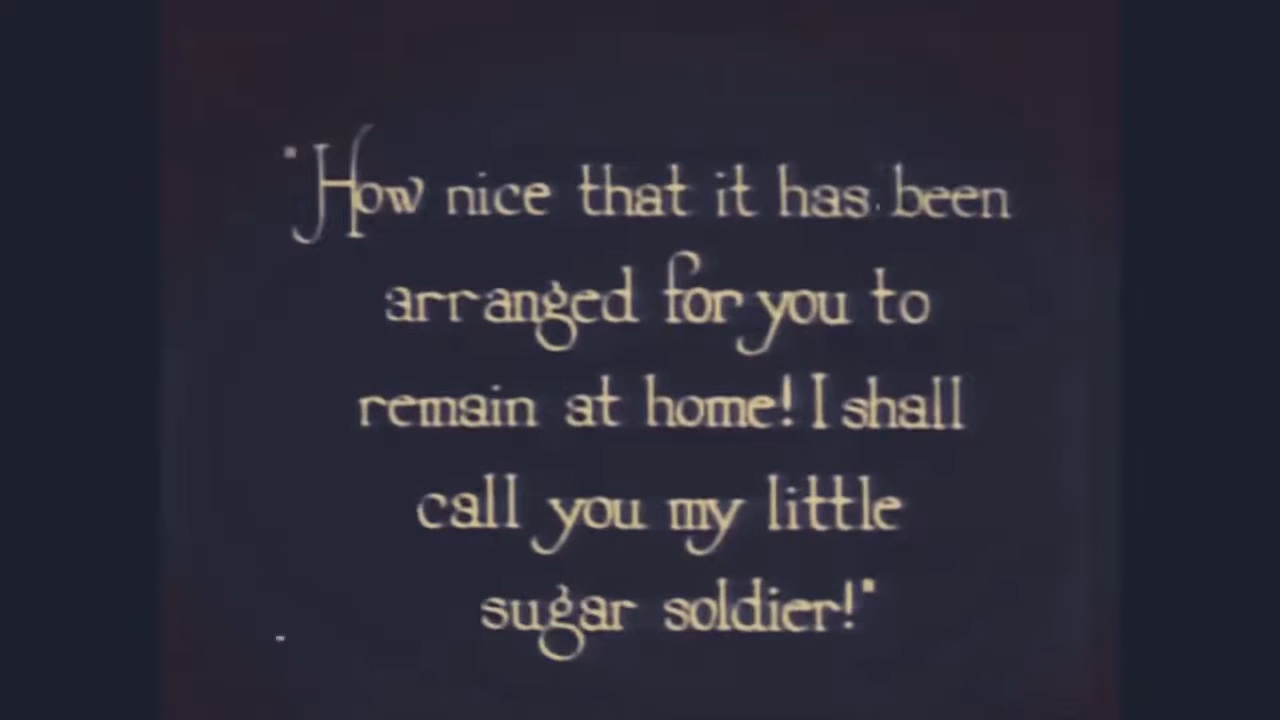 "How nice that it has been
arranged for you to
remain at home! I shall
call you my little
sugar soldier!"